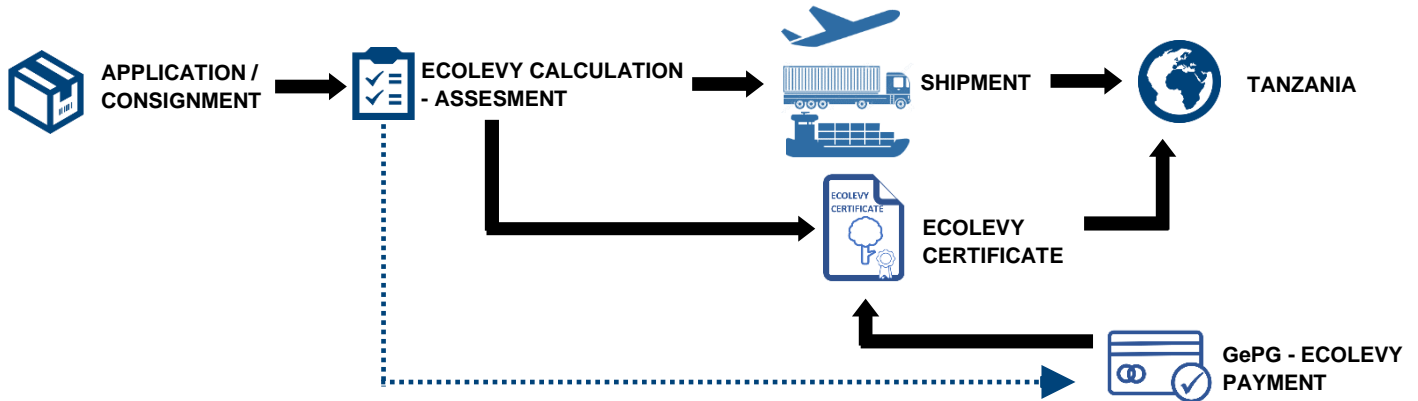 APPLICATION /
CONSIGNMENT
ECOLEVY CALCULATION
- ASSESMENT
SHIPMENT
TANZANIA
ECOLEVY
CERTIFICATE
ECOLEVY
CERTIFICATE
GePG - ECOLEVY
PAYMENT